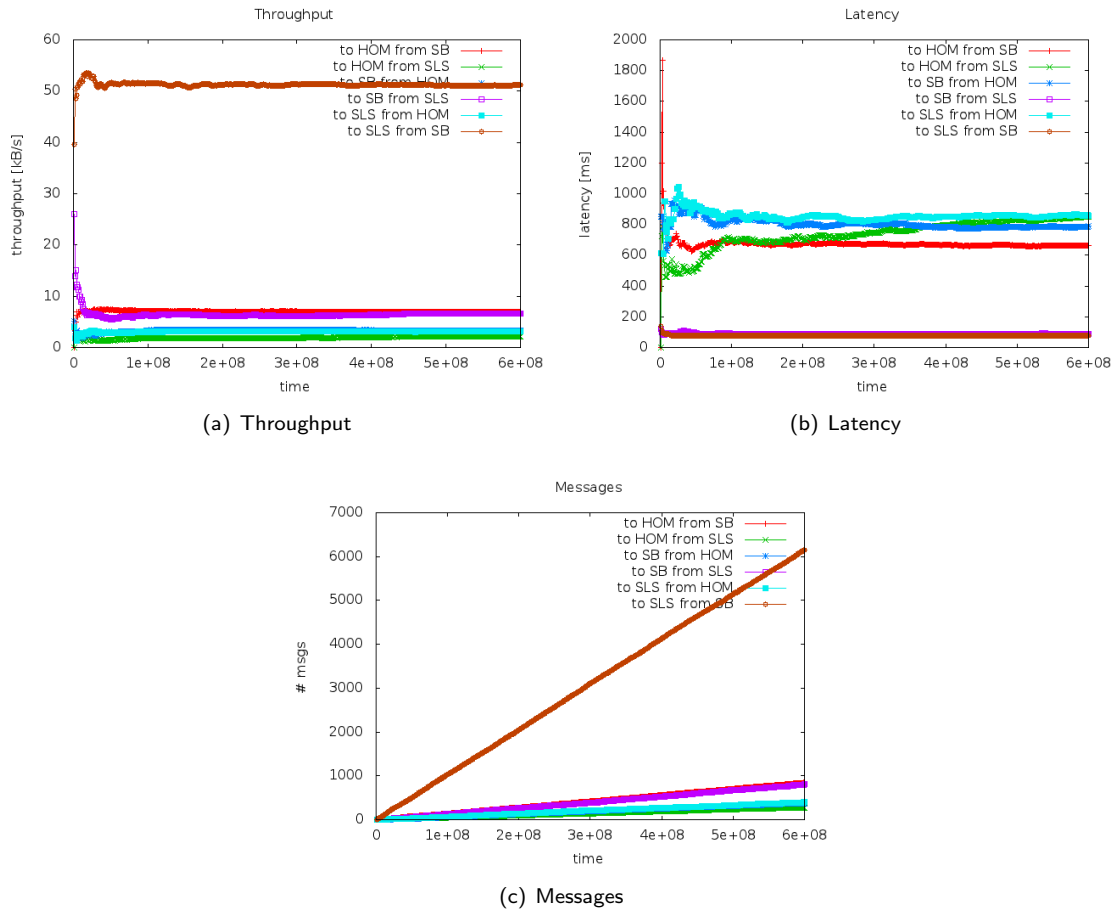 Throughput
60
50
40
30
20
10
0
throughput [kB/s]
to HOM from SB
to HOM from SLS
to SB from HOM
to SB from SLS
to SLS from HOM
to SLS from SB
0 1e+08 2e+08 3e+08 4e+08 5e+08 6e+08
time
(a) Throughput
Latency
2000
1800
1600
1400
1200
1000
800
600
400
200
0
latency [ms]
to HOM from SB
to HOM from SLS
to SB from HOM
to SB from SLS
to SLS from HOM
to SLS from SB
0 1e+08 2e+08 3e+08 4e+08 5e+08 6e+08
time
(b) Latency
Messages
7000
6000
5000
4000
3000
2000
1000
0
# msgs
to HOM from SB
to HOM from SLS
to SB from HOM
to SB from SLS
to SLS from HOM
to SLS from SB
0 1e+08 2e+08 3e+08 4e+08 5e+08 6e+08
time
(c) Messages